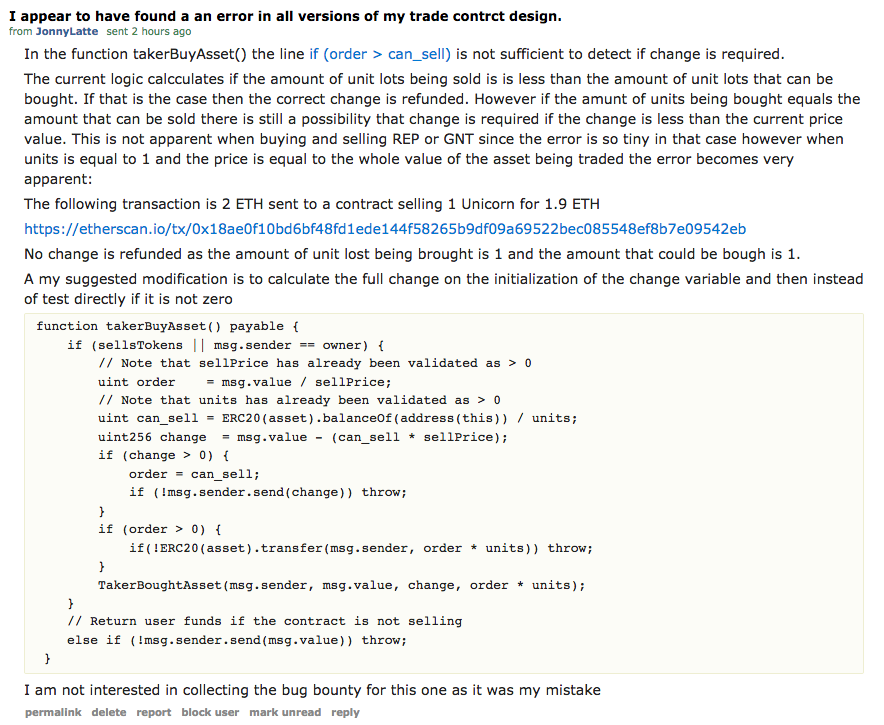 I appear to have found a an error in all versions of my trade contrct design.
from JonnyLatte sent 2 hours ago
In the function takerBuyAsset() the line if (order > can_sell) is not sufficient to detect if change is required.
The current logic calcculates if the amount of unit lots being sold is is less than the amount of unit lots that can be
bought. If that is the case then the correct change is refunded. However if the amunt of units being bought equals the
amount that can be sold there is still a possibility that change is required if the change is less than the current price
value. This is not apparent when buying and selling REP or GNT since the error is so tiny in that case however when
units is equal to 1 and the price is equal to the whole value of the asset being traded the error becomes very
apparent:
The following transaction is 2 ETH sent to a contract selling 1 Unicorn for 1.9 ETH
https://etherscan.io/tx/0x18ae0f10bd6bf48fd1ede144f58265b9df09a69522bec085548ef8b7e09542eb
No change is refunded as the amount of unit lost being brought is 1 and the amount that could be bough is 1.
A my suggested modification is to calculate the full change on the initialization of the change variable and then instead
of test directly if it is not zero
function takerBuyAsset() payable {
if (sellsTokens || msg.sender == owner) {
// Note that sellPrice has already been validated as > 0
uint order = msg.value / sellPrice;
// Note that units has already been validated as > 0
uint can_sell = ERC20(asset).balanceOf(address(this)) / units;
uint256 change = msg.value - (can_sell * sellPrice);
if (change > 0) {
order = can_sell;
if (!msg.sender.send(change)) throw;
}
if (order > 0) {
if(!ERC20(asset).transfer(msg.sender, order * units)) throw;
}
TakerBoughtAsset(msg.sender, msg.value, change, order * units);
}
// Return user funds if the contract is not selling
else if (!msg.sender.send(msg.value)) throw;
}
I am not interested in collecting the bug bounty for this one as it was my mistake
permalink delete report block user mark unread reply